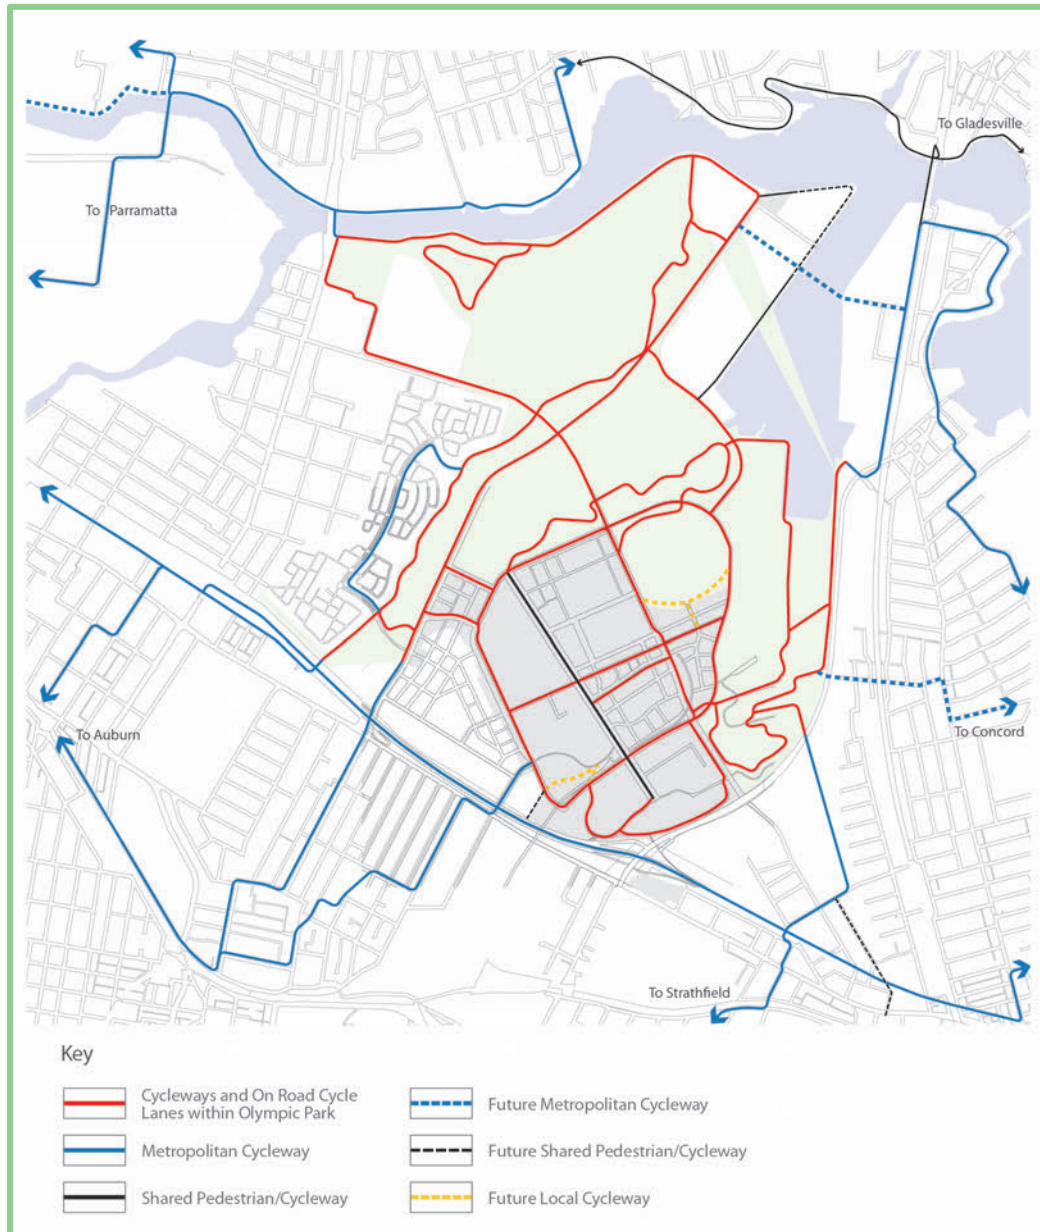 To Gladesville
To Parramatta
To Auburn
To Concord
To Strathfield
Key
Cycleways and On Road Cycle
Lanes within Olympic Park
Metropolitan Cycleway
Shared Pedestrian/Cycleway
Future Metropolitan Cycleway
Future Shared Pedestrian/Cycleway
Future Local Cycleway